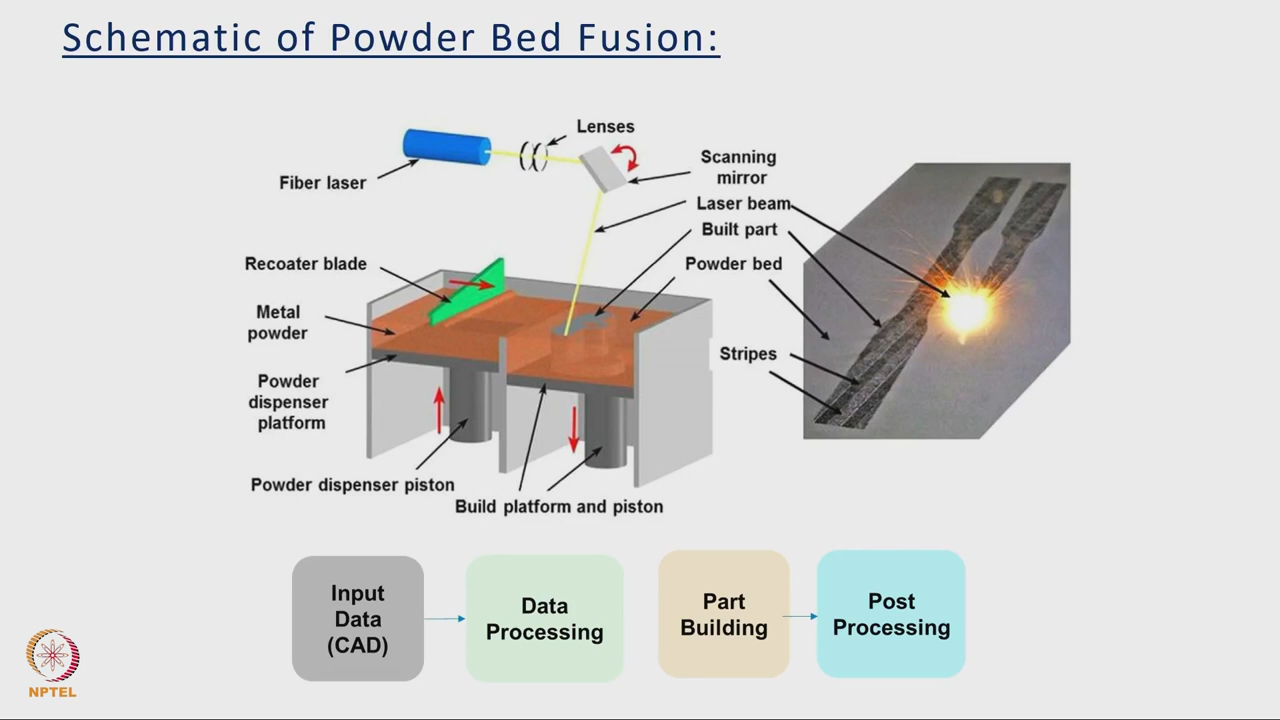 Schematic of Powder Bed Fusion:
Lenses
Fiber laser
Scanning
mirror
Laser beam
Built part
Powder bed
Recoater blade
Metal
powder
Stripes
Powder
dispenser
platform
Powder dispenser piston
Build platform and piston
Input
Data
(CAD)
Data
Processing
Part
Building
Post
Processing
NPTEL